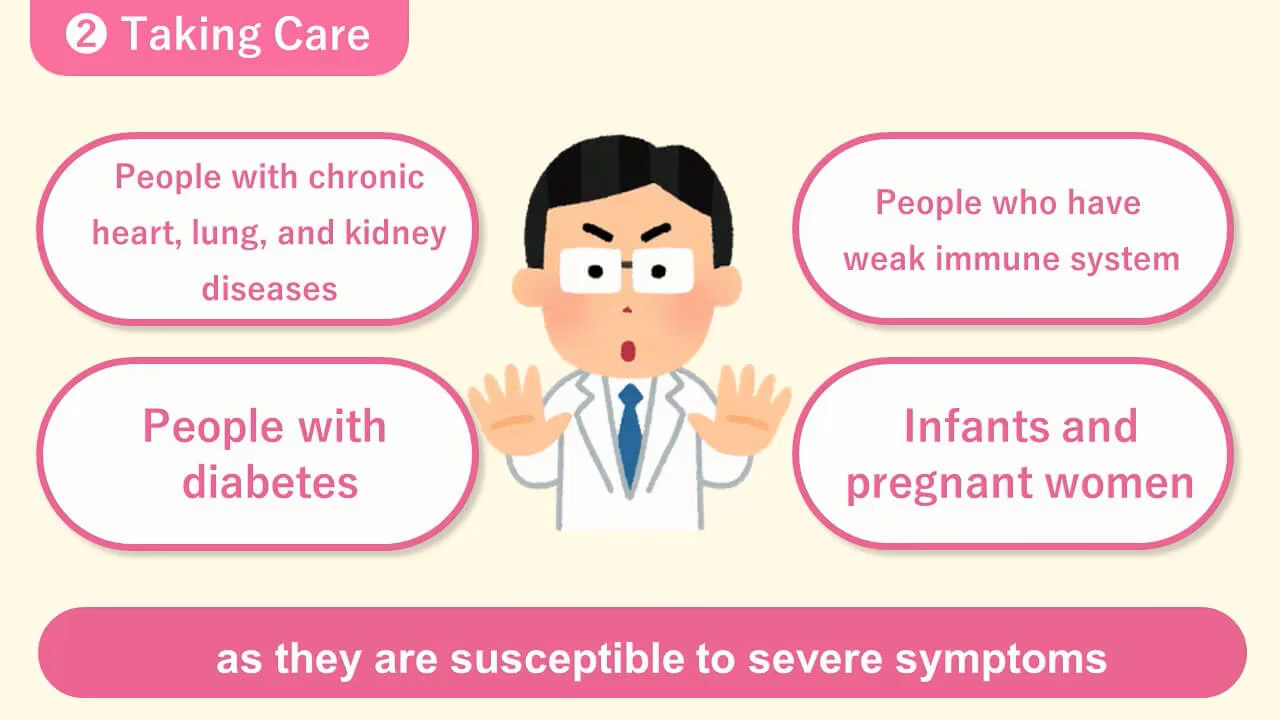 ❷ Taking Care
People with chronic
heart, lung, and kidney
diseases
People who have
weak immune system
People with
diabetes
Infants and
pregnant women
as they are susceptible to severe symptoms